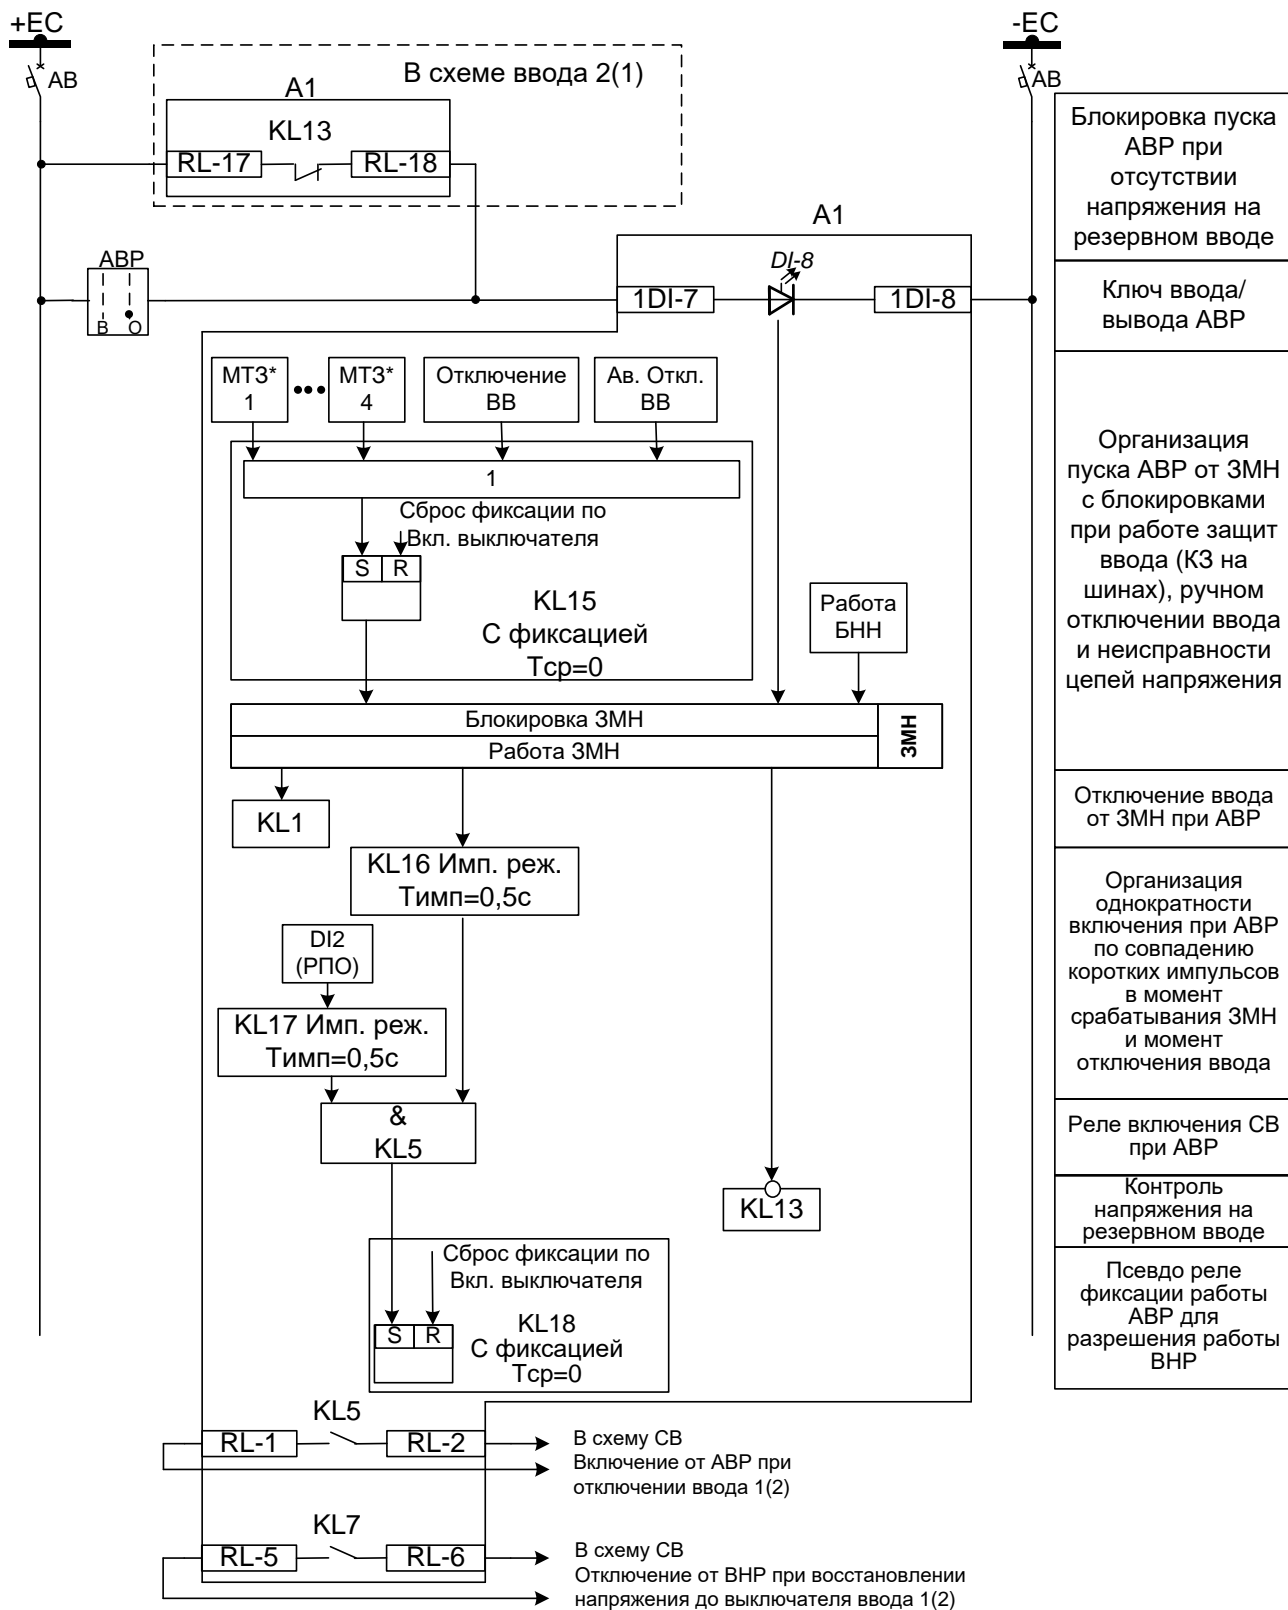 +ЕС
-ЕС
АВ
АВ
В схеме ввода 2(1)
A1
KL13
RL-17
RL-18
Блокировка пуска
АВР при
отсутствии
напряжения на
резервном вводе
A1
АВР
В
О
1DI-7
DI-8
1DI-8
Ключ ввода/
вывода АВР
МТЗ*
1
МТЗ*
4
Отключение
ВВ
Ав. Откл.
ВВ
1
Сброс фиксации по
Вкл. выключателя
S
R
KL15
С фиксацией
Тср=0
Работа
БНН
Организация
пуска АВР от ЗМН
с блокировками
при работе защит
ввода (КЗ на
шинах), ручном
отключении ввода
и неисправности
цепей напряжения
Блокировка ЗМН
Работа ЗМН
ЗМН
KL1
Отключение ввода
от ЗМН при АВР
KL16 Имп. реж.
Тимп=0,5с
DI2
(РПО)
KL17 Имп. реж.
Тимп=0,5с
Организация
однократности
включения при АВР
по совпадению
коротких импульсов
в момент
срабатывания ЗМН
и момент
отключения ввода
&
KL5
Реле включения СВ
при АВР
KL13
Контроль
напряжения на
резервном вводе
Сброс фиксации по
Вкл. выключателя
S
R
KL18
С фиксацией
Тср=0
Псевдо реле
фиксации работы
АВР для
разрешения работы
ВНР
KL5
RL-1
RL-2
В схему СВ
Включение от АВР при
отключении ввода 1(2)
KL7
RL-5
RL-6
В схему СВ
Отключение от ВНР при восстановлении
напряжения до выключателя ввода 1(2)